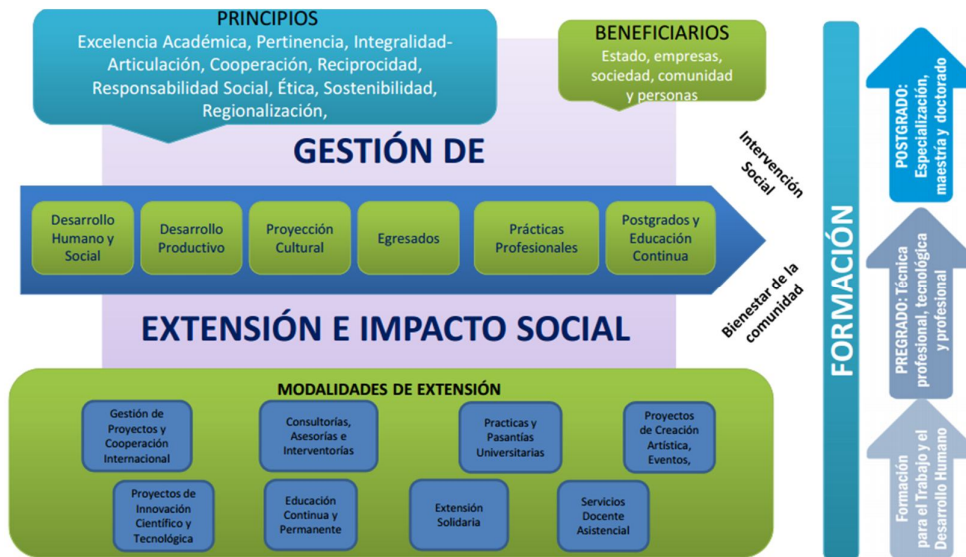 PRINCIPIOS
Excelencia Académica, Pertinencia, Integralidad-
Articulación, Cooperación, Reciprocidad,
Responsabilidad Social, Ética, Sostenibilidad,
Regionalización,
BENEFICIARIOS
Estado, empresas,
sociedad, comunidad
y personas
GESTIÓN DE
Desarrollo
Humano y
Social
Desarrollo
Productivo
Proyección
Cultural
Egresados
Prácticas
Profesionales
Postgrados y
Educación
Continua
Intervención
Social
Bienestar de la
comunidad
EXTENSIÓN E IMPACTO SOCIAL
MODALIDADES DE EXTENSIÓN
Gestión de
Proyectos y
Cooperación
Internacional
Consultorías,
Asesorías e
Interventorías
Practicas y
Pasantías
Universitarias
Proyectos
de Creación
Artística,
Eventos,
Proyectos de
Innovación
Científico y
Tecnológica
Educación
Continua y
Permanente
Extensión
Solidaria
Servicios
Docente
Asistencial
FORMACIÓN
POSTGRADO:
Especialización,
maestría y doctorado
PREGRADO: Técnica
profesional, tecnológica
y profesional
Formación
para el Trabajo y el
Desarrollo Humano